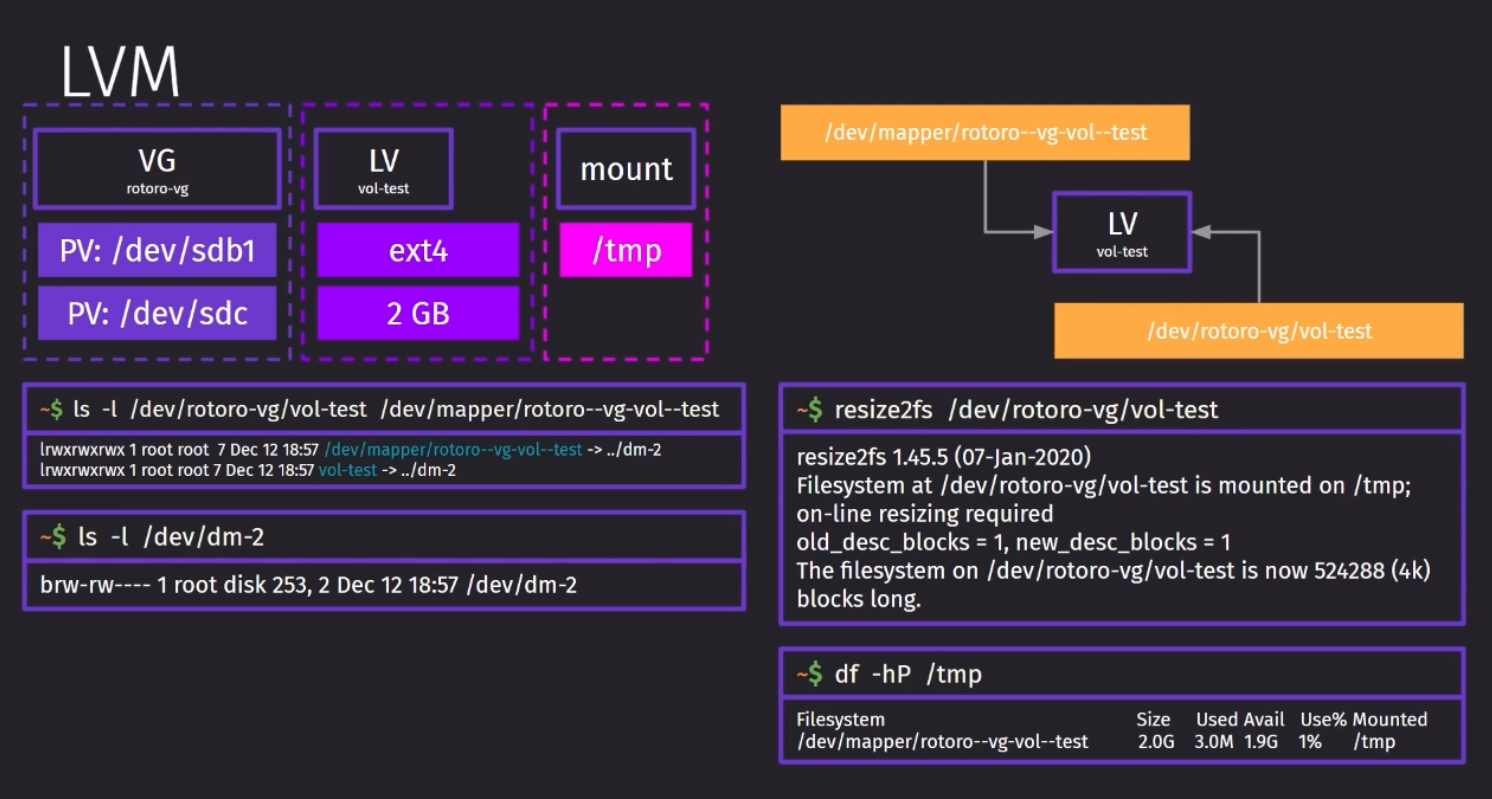 LVM
VG
rotoro-vg
PV: /dev/sdb1
PV: /dev/sdc
LV
vol-test
ext4
2 GB
mount
/tmp
/dev/mapper/rotoro--vg-vol--test
LV
vol-test
/dev/rotoro-vg/vol-test
~$ ls -l /dev/rotoro-vg/vol-test /dev/mapper/rotoro--vg-vol--test
lrwxrwxrwx 1 root root 7 Dec 12 18:57 /dev/mapper/rotoro--vg-vol--test -> ../dm-2
lrwxrwxrwx 1 root root 7 Dec 12 18:57 vol-test -> ../dm-2
~$ ls -l /dev/dm-2
brw-rw---- 1 root disk 253, 2 Dec 12 18:57 /dev/dm-2
~$ resize2fs /dev/rotoro-vg/vol-test
resize2fs 1.45.5 (07-Jan-2020)
Filesystem at /dev/rotoro-vg/vol-test is mounted on /tmp;
on-line resizing required
old_desc_blocks = 1, new_desc_blocks = 1
The filesystem on /dev/rotoro-vg/vol-test is now 524288 (4k)
blocks long.
~$ df -hP /tmp
Filesystem Size Used Avail Use% Mounted
/dev/mapper/rotoro--vg-vol--test 2.0G 3.0M 1.9G 1% /tmp